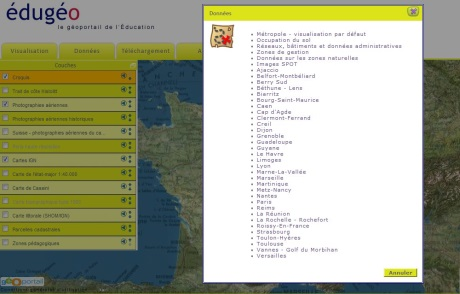 édugéo
le géoportail de l'Éducation
Visualisation
Données
Téléchargement
A
Couches
Croquis
Trait de côte Histolitt
Photographies aériennes
Photographies aériennes historiques
Suisse - photographies aériennes du ca...
Cartes IGN
Carte de l'état-major 1:40.000
Carte de Cassini
Carte Monde (SHOM/IGN)
Parcelles cadastrales
Zones pédagogiques
géoportail
Données
Métropole - visualisation par défaut
Occupation du sol
Réseaux, bâtiments et données administratives
Zones de gestion
Données sur les zones naturelles
Images SPOT
Ajaccio
Belfort-Montbéliard
Berry Sud
Béthune - Lens
Biarritz
Bourg-Saint-Maurice
Caen
Cap d'Agde
Clermont-Ferrand
Creil
Dijon
Grenoble
Guadeloupe
Guyane
Le Havre
Limoges
Lyon
Marne-La-Vallée
Marseille
Martinique
Metz-Nancy
Nantes
Paris
Reims
La Réunion
La Rochelle - Rochefort
Roissy-En-France
Strasbourg
Toulon-Hyères
Toulouse
Vannes - Golf du Morbihan
Versailles
Annuler